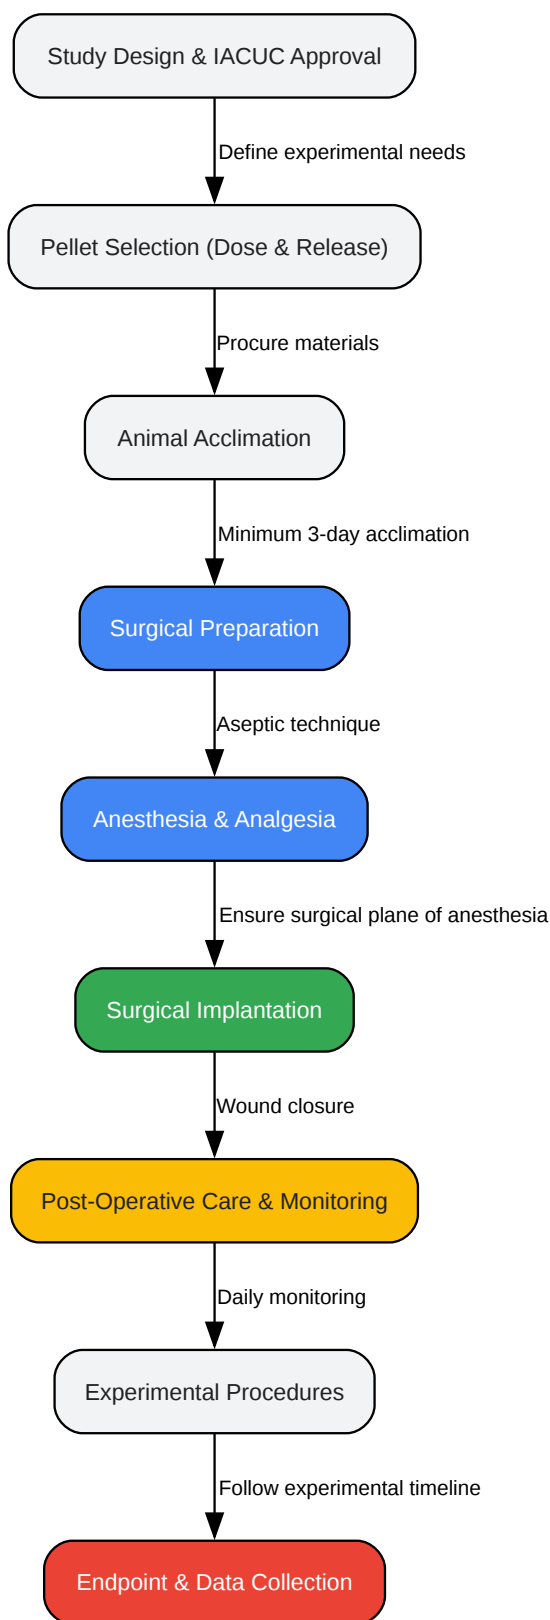 Study Design & IACUC Approval
Define experimental needs
Pellet Selection (Dose & Release)
Procure materials
Animal Acclimation
Minimum 3-day acclimation
Surgical Preparation
Aseptic technique
Anesthesia & Analgesia
Ensure surgical plane of anesthesia
Surgical Implantation
Wound closure
Post-Operative Care & Monitoring
Daily monitoring
Experimental Procedures
Follow experimental timeline
Endpoint & Data Collection